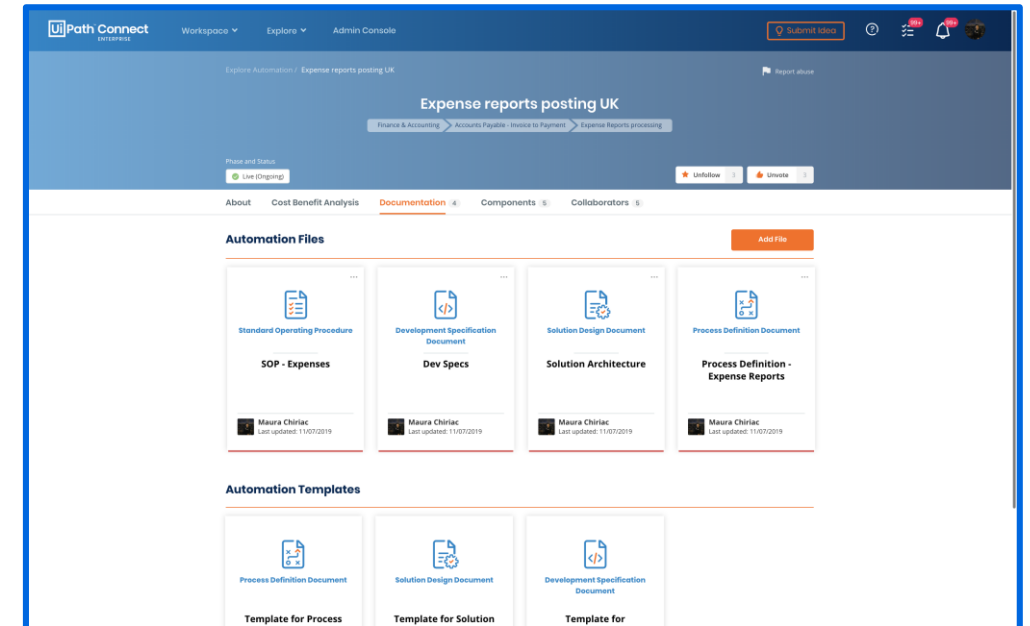 UiPath Connect
ENTERPRISE
Workspace
Explore
Admin Console
Submit Idea
99+
99+
Explore Automation / Expense reports posting UK
Report abuse
Expense reports posting UK
Finance & Accounting
Accounts Payable - Invoice to Payment
Expense Reports processing
Phase and Status
Live (Ongoing)
Unfollow 3
Unvote 3
About
Cost Benefit Analysis
Documentation 4
Components 5
Collaborators 5
Automation Files
Add File
Standard Operating Procedure
SOP - Expenses
Maura Chiriac
Last updated: 11/07/2019
Development Specification
Document
Dev Specs
Maura Chiriac
Last updated: 11/07/2019
Solution Design Document
Solution Architecture
Maura Chiriac
Last updated: 11/07/2019
Process Definition Document
Process Definition -
Expense Reports
Maura Chiriac
Last updated: 11/07/2019
Automation Templates
Process Definition Document
Template for Process
Solution Design Document
Template for Solution
Development Specification
Document
Template for